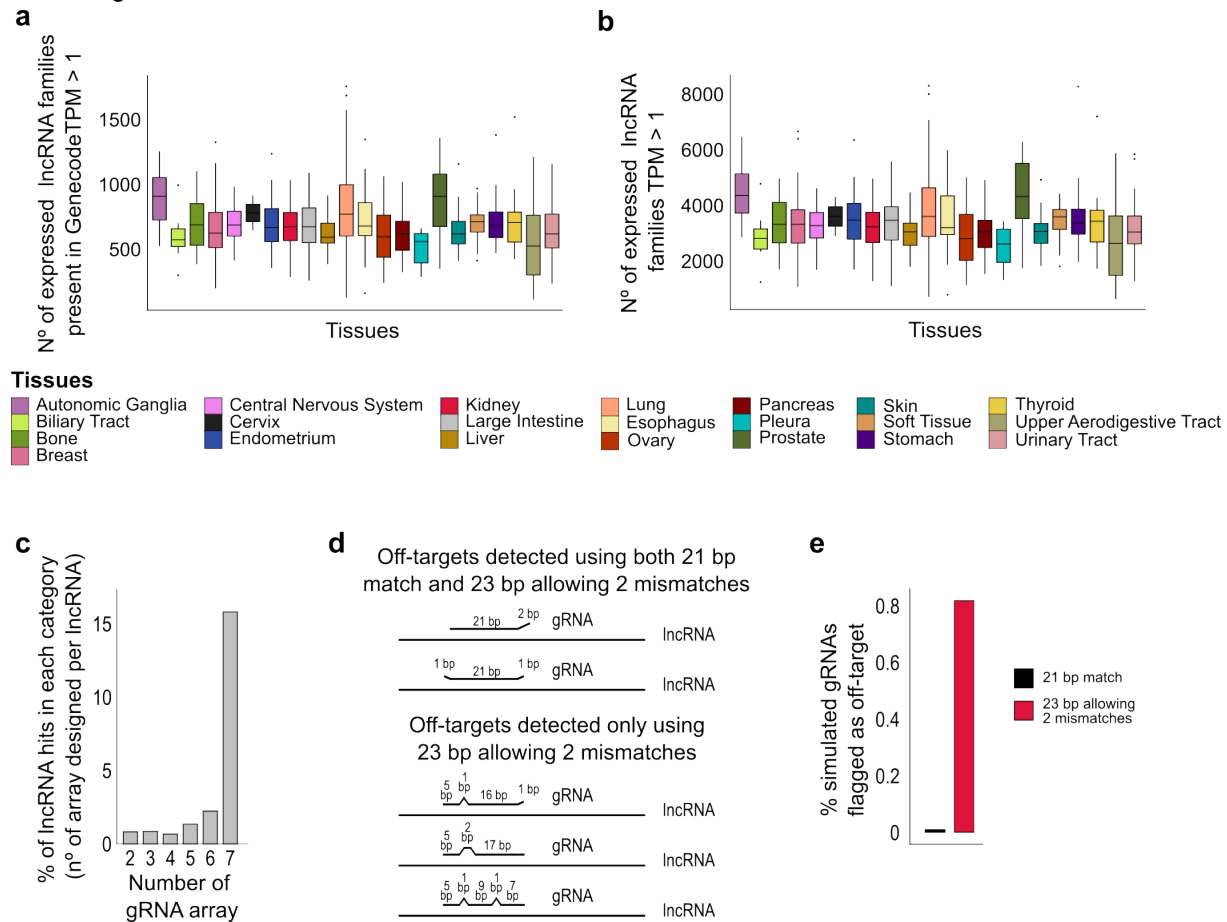 a
Nº of expressed lncRNA families
present in GenecodeTPM > 1
1500
1000
500
Tissues
b
Nº of expressed lncRNA
families TPM > 1
8000
6000
4000
2000
Tissues
Tissues
Autonomic Ganglia
Biliary Tract
Bone
Breast
Central Nervous System
Cervix
Endometrium
Kidney
Large Intestine
Liver
Lung
Esophagus
Ovary
Pancreas
Pleura
Prostate
Skin
Soft Tissue
Stomach
Thyroid
Upper Aerodigestive Tract
Urinary Tract
c
% of lncRNA hits in each category
(nº of array designed per lncRNA)
15
10
5
0
2 3 4 5 6 7
Number of
gRNA array
d
Off-targets detected using both 21 bp
match and 23 bp allowing 2 mismatches
21 bp 2 bp gRNA
lncRNA
1 bp 21 bp 1 bp gRNA
lncRNA
Off-targets detected only using
23 bp allowing 2 mismatches
5 bp 1 bp 16 bp 1 bp gRNA
lncRNA
5 bp 2 bp 17 bp gRNA
lncRNA
5 bp 1 bp 9 bp 1 bp 7 bp gRNA
lncRNA
e
% simulated gRNAs
flagged as off-target
0.8
0.6
0.4
0.2
0
21 bp match
23 bp allowing
2 mismatches